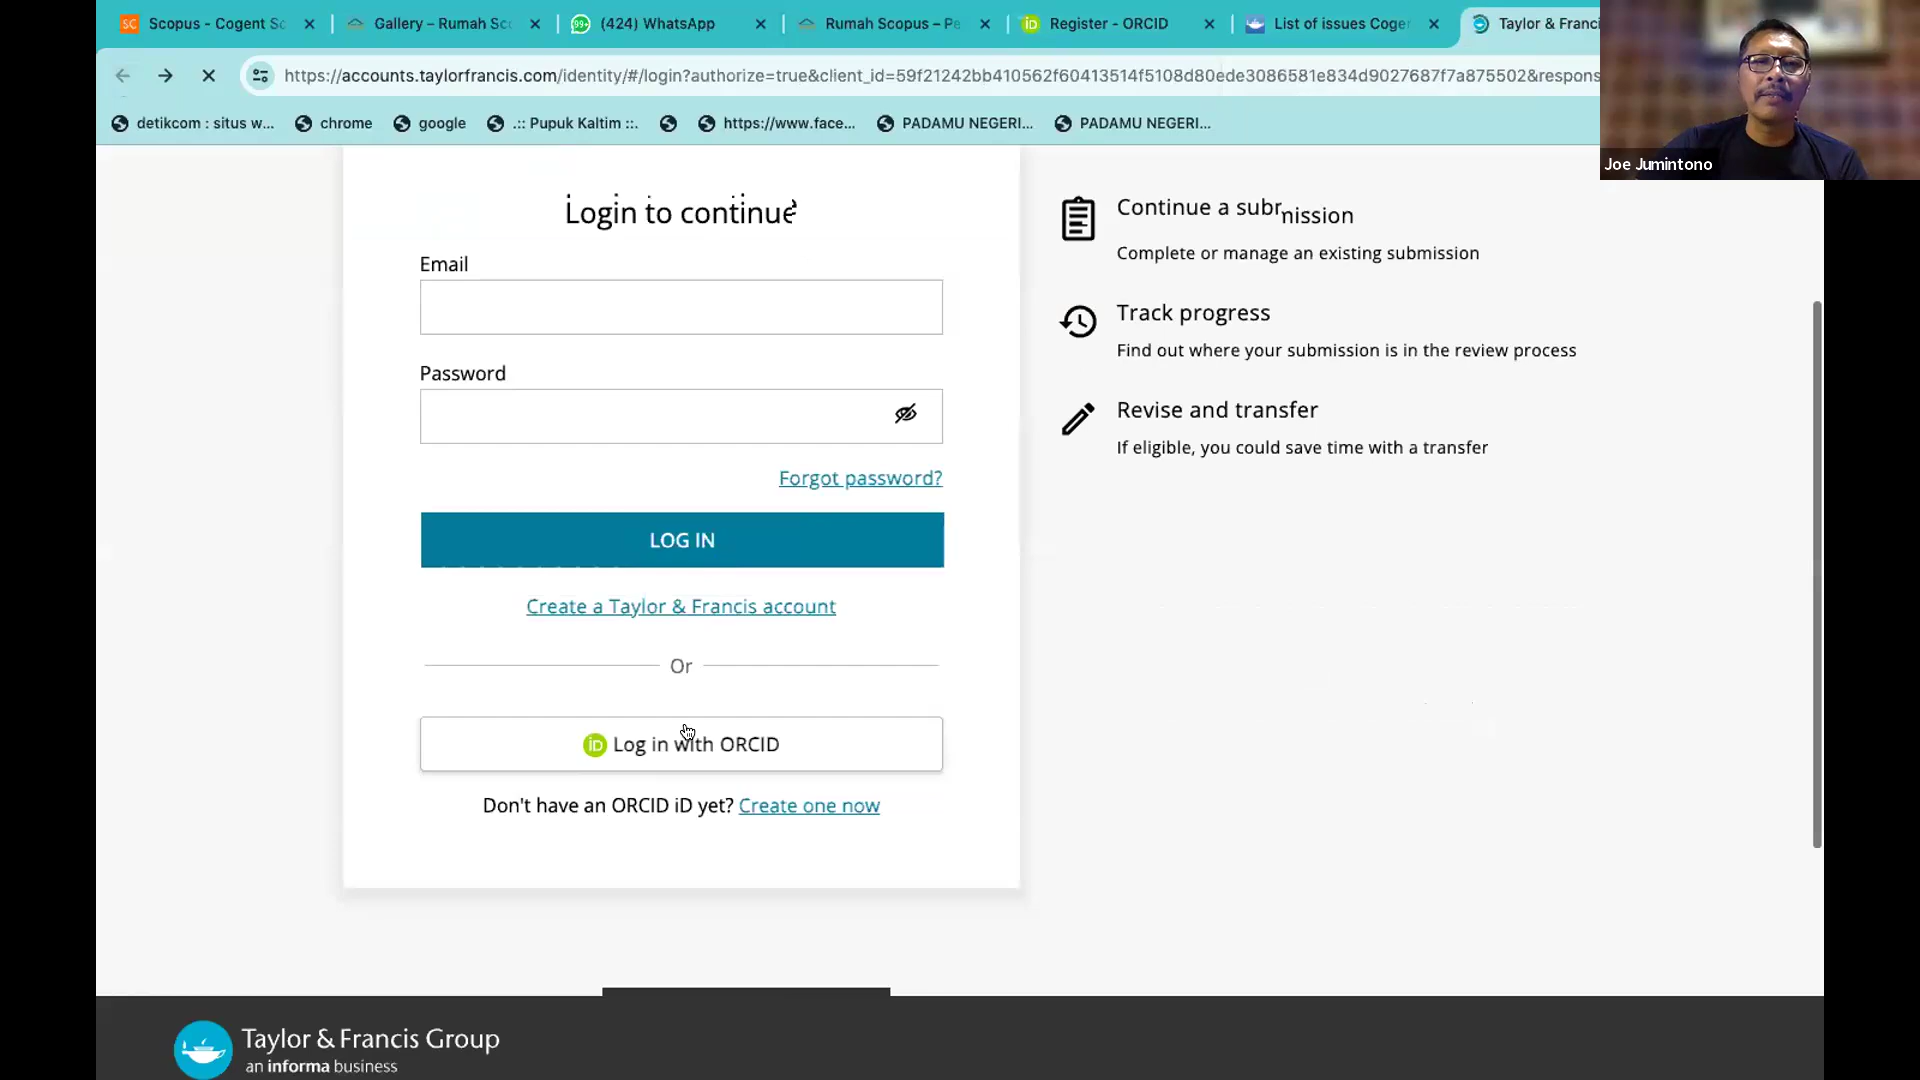 Scopus - Cogent Sc
Gallery – Rumah Sc
99+
(424) WhatsApp
Rumah Scopus – Pe
Register - ORCID
List of issues Coger
Taylor & Franci
https://accounts.taylorfrancis.com/identity/#/login?authorize=true&client_id=59f21242bb410562f60413514f5108d80ede3086581e834d9027687f7a875502&respons
detikcom : situs w...
chrome
google
.:: Pupuk Kaltim ::.
https://www.face...
PADAMU NEGERI...
PADAMU NEGERI...
Joe Jumintono
Login to continue
Email
Password
Forgot password?
LOG IN
Create a Taylor & Francis account
Or
iD Log in with ORCID
Don't have an ORCID iD yet? Create one now
Continue a submission
Complete or manage an existing submission
Track progress
Find out where your submission is in the review process
Revise and transfer
If eligible, you could save time with a transfer
Taylor & Francis Group
an informa business